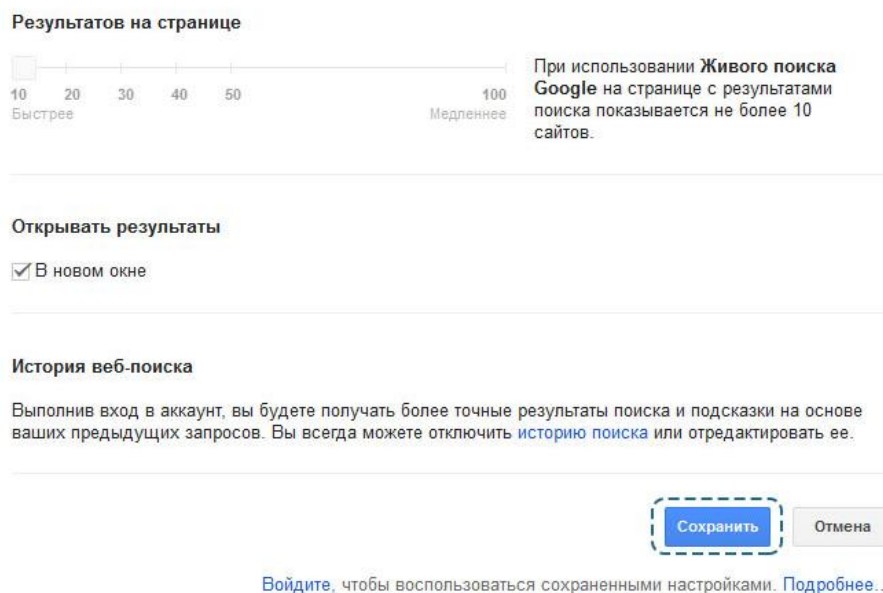 Результатов на странице
10 20 30 40 50 100
Быстрее Медленнее
При использовании Живого поиска
Google на странице с результатами
поиска показывается не более 10
сайтов.
Открывать результаты
В новом окне
История веб-поиска
Выполнив вход в аккаунт, вы будете получать более точные результаты поиска и подсказки на основе
ваших предыдущих запросов. Вы всегда можете отключить историю поиска или отредактировать ее.
Сохранить Отмена
Войдите, чтобы воспользоваться сохраненными настройками. Подробнее..